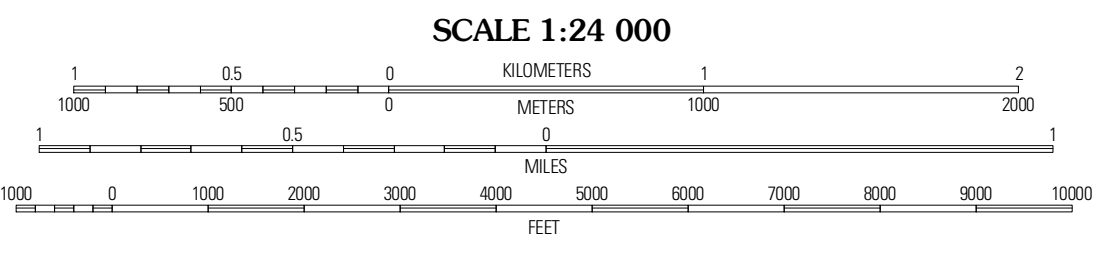 SCALE 1:24 000
1 0.5 0 KILOMETERS 1 2
1000 500 0 METERS 1000 2000
1 0.5 0 1
MILES
1000 0 1000 2000 3000 4000 5000 6000 7000 8000 9000 10000
FEET